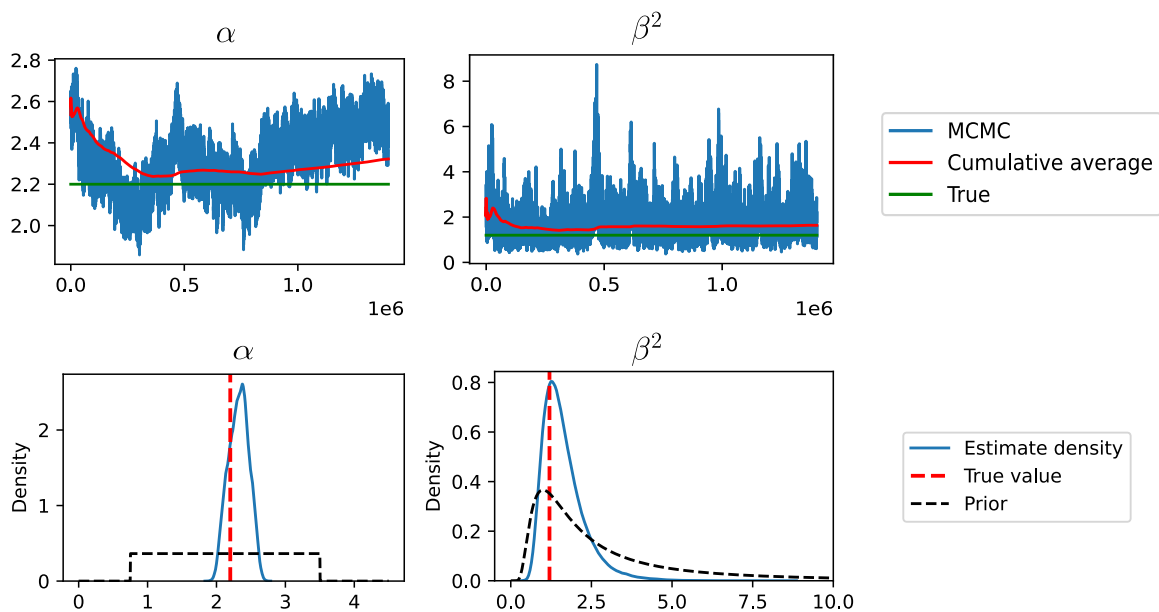 α
β²
2.8
2.6
2.4
2.2
2.0
0.0
0.5
1.0
1e6
8
6
4
2
0
0.0
0.5
1.0
1e6
MCMC
Cumulative average
True
α
β²
Density
2
1
0
0
1
2
3
4
Density
0.8
0.6
0.4
0.2
0.0
0.0
2.5
5.0
7.5
10.0
Estimate density
True value
Prior